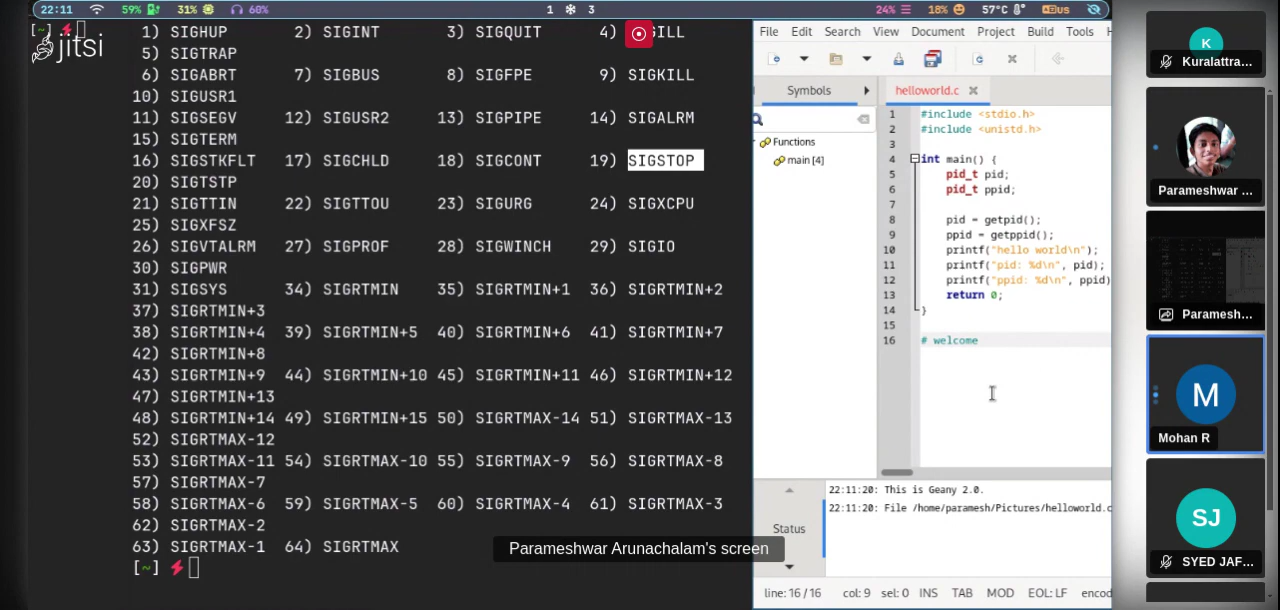 22:11 59% 31% 60% 1 3 24% 18% 57°C us
[~]
jitsi
1) SIGHUP 2) SIGINT 3) SIGQUIT 4) ILL
5) SIGTRAP
6) SIGABRT 7) SIGBUS 8) SIGFPE 9) SIGKILL
10) SIGUSR1
11) SIGSEGV 12) SIGUSR2 13) SIGPIPE 14) SIGALRM
15) SIGTERM
16) SIGSTKFLT 17) SIGCHLD 18) SIGCONT 19) SIGSTOP
20) SIGTSTP
21) SIGTTIN 22) SIGTTOU 23) SIGURG 24) SIGXCPU
25) SIGXFSZ
26) SIGVTALRM 27) SIGPROF 28) SIGWINCH 29) SIGIO
30) SIGPWR
31) SIGSYS 34) SIGRTMIN 35) SIGRTMIN+1 36) SIGRTMIN+2
37) SIGRTMIN+3
38) SIGRTMIN+4 39) SIGRTMIN+5 40) SIGRTMIN+6 41) SIGRTMIN+7
42) SIGRTMIN+8
43) SIGRTMIN+9 44) SIGRTMIN+10 45) SIGRTMIN+11 46) SIGRTMIN+12
47) SIGRTMIN+13
48) SIGRTMIN+14 49) SIGRTMIN+15 50) SIGRTMAX-14 51) SIGRTMAX-13
52) SIGRTMAX-12
53) SIGRTMAX-11 54) SIGRTMAX-10 55) SIGRTMAX-9 56) SIGRTMAX-8
57) SIGRTMAX-7
58) SIGRTMAX-6 59) SIGRTMAX-5 60) SIGRTMAX-4 61) SIGRTMAX-3
62) SIGRTMAX-2
63) SIGRTMAX-1 64) SIGRTMAX
[~]
Parameshwar Arunachalam's screen
File Edit Search View Document Project Build Tools H
Symbols
helloworld.c
Functions
main [4]
1 #include <stdio.h>
2 #include <unistd.h>
3
4 int main() {
5 pid_t pid;
6 pid_t ppid;
7
8 pid = getpid();
9 ppid = getppid();
10 printf("hello world\n");
11 printf("pid: %d\n", pid);
12 printf("ppid: %d\n", ppid)
13 return 0;
14 }
15
16 # welcome
Status
22:11:20: This is Geany 2.0.
22:11:20: File /home/paramesh/Pictures/helloworld.c
line: 16 / 16 col: 9 sel: 0 INS TAB MOD EOL: LF encod
K
Kuralattra...
Parameshwar ...
Paramesh...
M
Mohan R
SJ
SYED JAF...